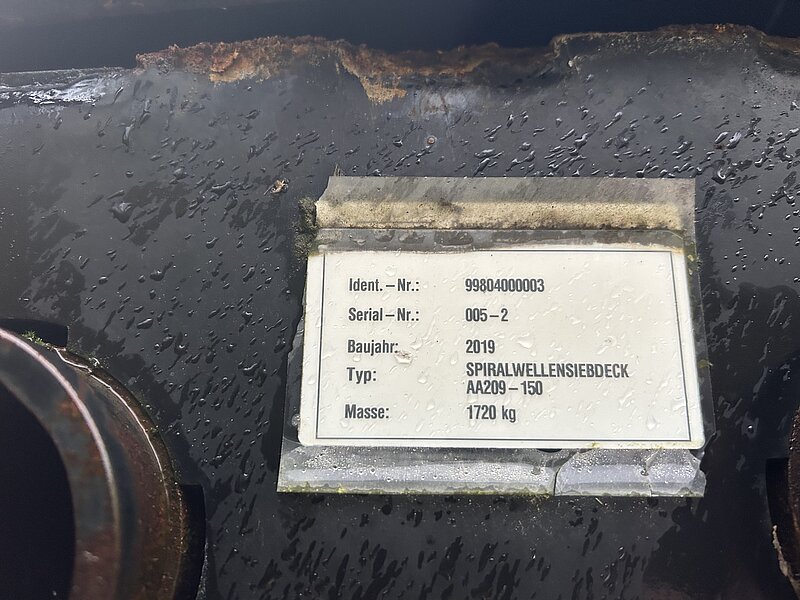 Ident.-Nr.: 99804000003
Serial-Nr.: 005-2
Baujahr: 2019
Typ: SPIRALWELLENSIEBDECK
AA209-150
Masse: 1720 kg